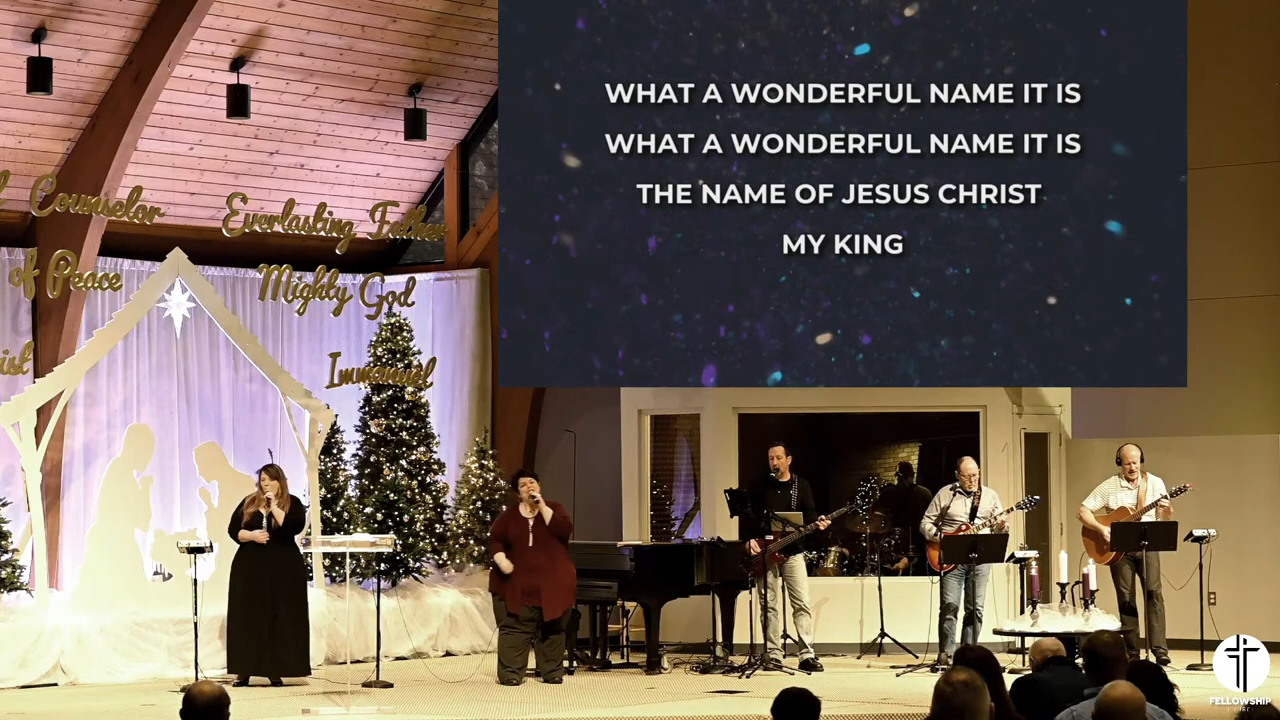 WHAT A WONDERFUL NAME IT IS
WHAT A WONDERFUL NAME IT IS
THE NAME OF JESUS CHRIST
MY KING
Counselor
Everlasting Father
of Peace
Mighty God
Immanuel
FELLOWSHIP